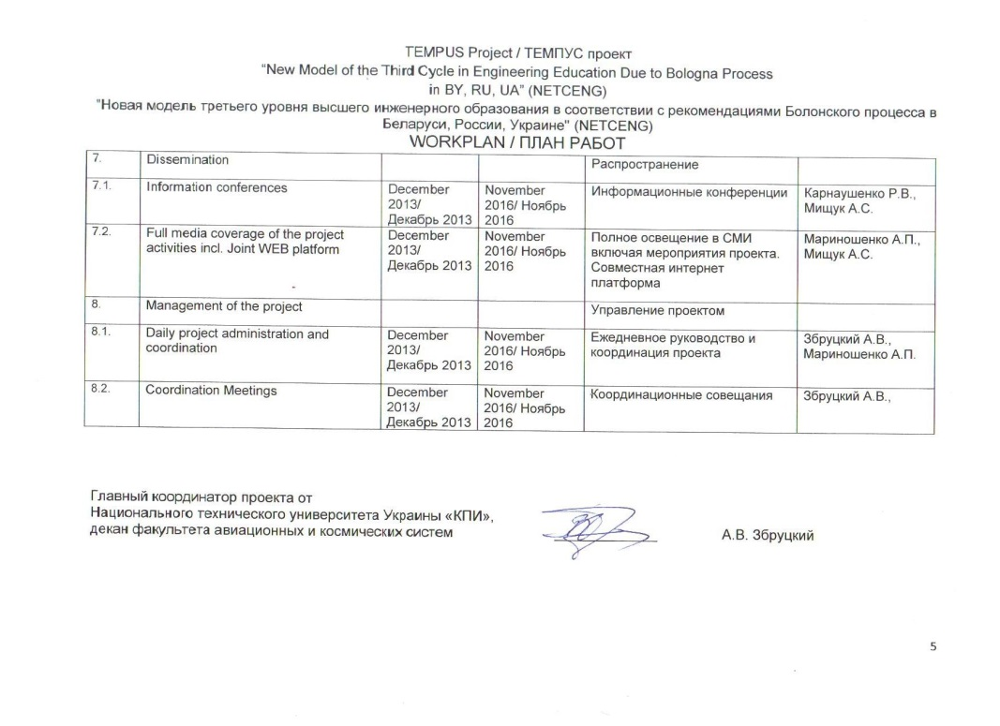 TEMPUS Project / ТЕМПУС проект
“New Model of the Third Cycle in Engineering Education Due to Bologna Process
in BY, RU, UA” (NETCENG)
"Новая модель третьего уровня высшего инженерного образования в соответствии с рекомендациями Болонского процесса в
Беларуси, России, Украине" (NETCENG)
WORKPLAN / ПЛАН РАБОТ
7.
Dissemination
Распространение
7.1.
Information conferences
December
2013/
Декабрь 2013
November
2016/ Ноябрь
2016
Информационные конференции
Карнаушенко Р.В.,
Мищук А.С.
7.2.
Full media coverage of the project
activities incl. Joint WEB platform
December
2013/
Декабрь 2013
November
2016/ Ноябрь
2016
Полное освещение в СМИ
включая мероприятия проекта.
Совместная интернет
платформа
Мариношенко А.П.,
Мищук А.С.
8.
Management of the project
Управление проектом
8.1.
Daily project administration and
coordination
December
2013/
Декабрь 2013
November
2016/ Ноябрь
2016
Ежедневное руководство и
координация проекта
Збруцкий А.В.,
Мариношенко А.П.
8.2.
Coordination Meetings
December
2013/
Декабрь 2013
November
2016/ Ноябрь
2016
Координационные совещания
Збруцкий А.В.,
Главный координатор проекта от
Национального технического университета Украины «КПИ»,
декан факультета авиационных и космических систем
А.В. Збруцкий
5